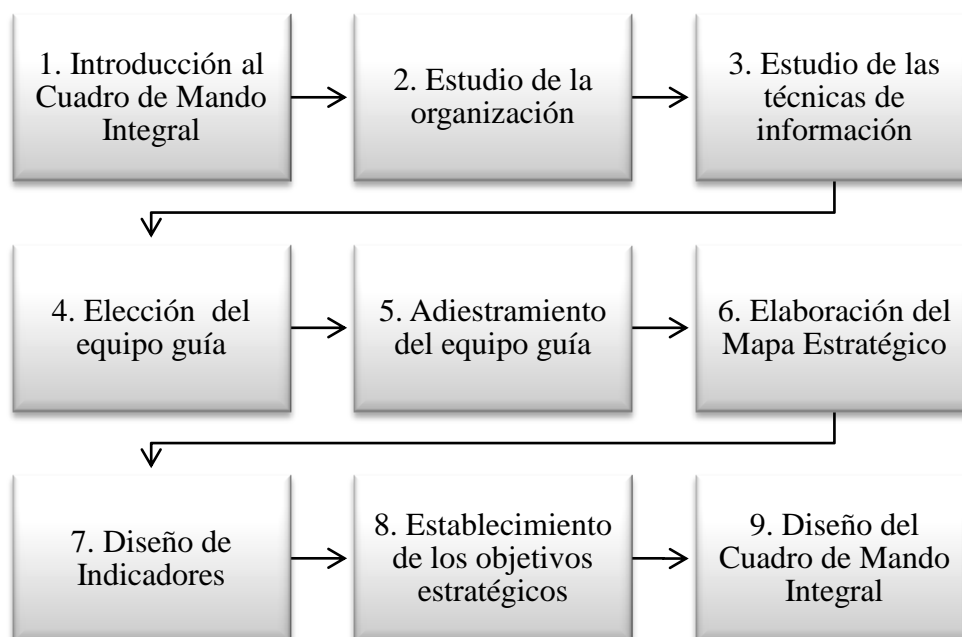 1. Introducción al
Cuadro de Mando
Integral
2. Estudio de la
organización
3. Estudio de las
técnicas de
información
4. Elección  del
equipo guía
5. Adiestramiento
del equipo guía
6. Elaboración del
Mapa Estratégico
7. Diseño de
Indicadores
8. Establecimiento
de los objetivos
estratégicos
9. Diseño del
Cuadro de Mando
Integral